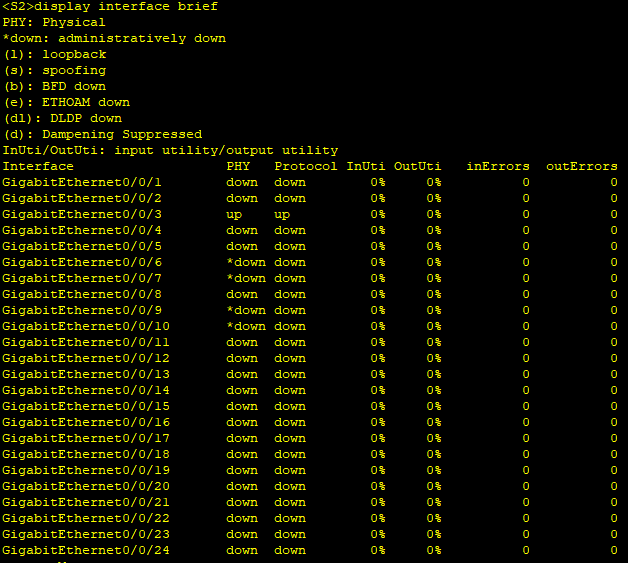 <S2>display interface brief
PHY: Physical
*down: administratively down
(l): loopback
(s): spoofing
(b): BFD down
(e): ETHOAM down
(dl): DLDP down
(d): Dampening Suppressed
InUti/OutUti: input utility/output utility
Interface PHY Protocol InUti OutUti inErrors outErrors
GigabitEthernet0/0/1 down down 0% 0% 0 0
GigabitEthernet0/0/2 down down 0% 0% 0 0
GigabitEthernet0/0/3 up up 0% 0% 0 0
GigabitEthernet0/0/4 down down 0% 0% 0 0
GigabitEthernet0/0/5 down down 0% 0% 0 0
GigabitEthernet0/0/6 *down down 0% 0% 0 0
GigabitEthernet0/0/7 *down down 0% 0% 0 0
GigabitEthernet0/0/8 down down 0% 0% 0 0
GigabitEthernet0/0/9 *down down 0% 0% 0 0
GigabitEthernet0/0/10 *down down 0% 0% 0 0
GigabitEthernet0/0/11 down down 0% 0% 0 0
GigabitEthernet0/0/12 down down 0% 0% 0 0
GigabitEthernet0/0/13 down down 0% 0% 0 0
GigabitEthernet0/0/14 down down 0% 0% 0 0
GigabitEthernet0/0/15 down down 0% 0% 0 0
GigabitEthernet0/0/16 down down 0% 0% 0 0
GigabitEthernet0/0/17 down down 0% 0% 0 0
GigabitEthernet0/0/18 down down 0% 0% 0 0
GigabitEthernet0/0/19 down down 0% 0% 0 0
GigabitEthernet0/0/20 down down 0% 0% 0 0
GigabitEthernet0/0/21 down down 0% 0% 0 0
GigabitEthernet0/0/22 down down 0% 0% 0 0
GigabitEthernet0/0/23 down down 0% 0% 0 0
GigabitEthernet0/0/24 down down 0% 0% 0 0